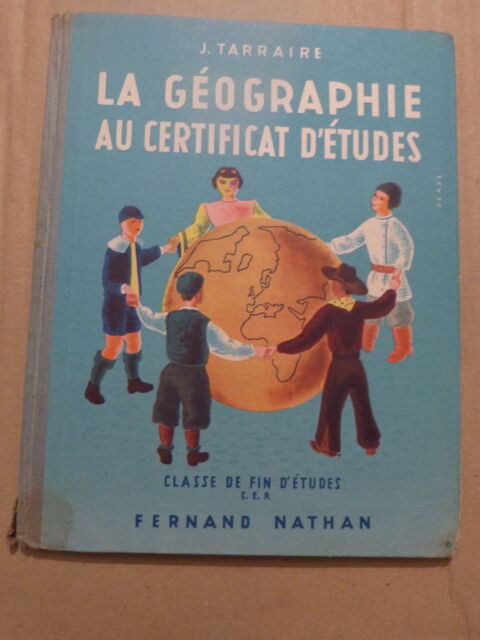 J. TARRAIRE
LA GÉOGRAPHIE
AU CERTIFICAT D'ÉTUDES
CLASSE DE FIN D'ÉTUDES
C. E. P.
FERNAND NATHAN